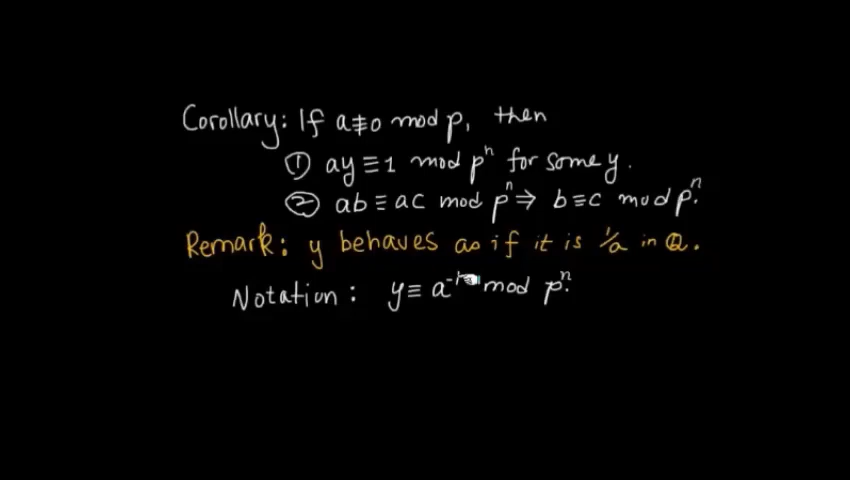 Corollary: If a≢0 mod p, then
① ay ≡ 1 mod pⁿ for some y.
② ab ≡ ac mod pⁿ ⇒ b ≡ c mod pⁿ.
Remark: y behaves as if it is 1/a in Q.
Notation: y ≡ a⁻¹ mod pⁿ.